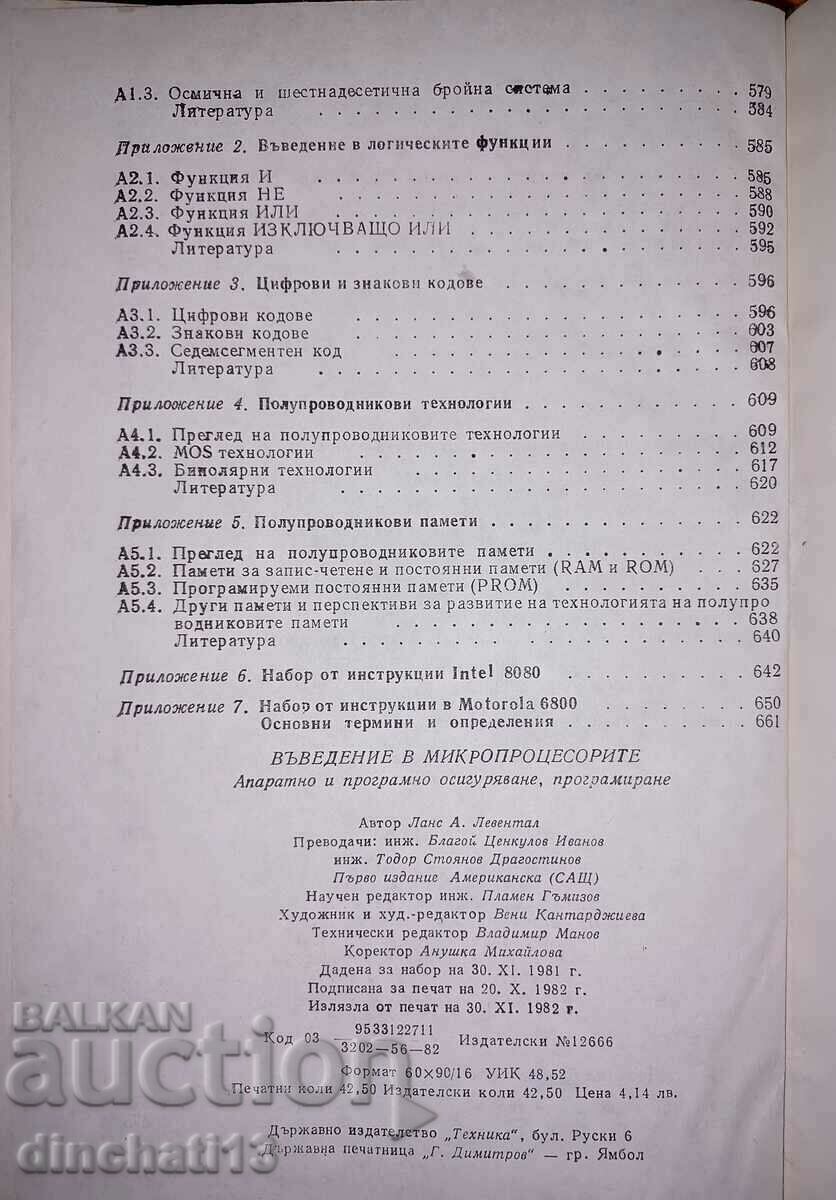 А1.3. Осмична и шестнадесетична бройна система . . . . . . . . . 579
Литература . . . . . . . . . . . . . . . . . . . . . . 584
Приложение 2. Въведение в логическите функции . . . . . . . . . . 585
А2.1. Функция И . . . . . . . . . . . . . . . . . . . . . . 585
А2.2. Функция НЕ . . . . . . . . . . . . . . . . . . . . . 588
А2.3. Функция ИЛИ . . . . . . . . . . . . . . . . . . . . . 590
А2.4. Функция ИЗКЛЮЧВАЩО ИЛИ . . . . . . . . . . . . . . . 592
Литература . . . . . . . . . . . . . . . . . . . . . 595
Приложение 3. Цифрови и знакови кодове . . . . . . . . . . . . . 596
А3.1. Цифрови кодове . . . . . . . . . . . . . . . . . . . . 596
А3.2. Знакови кодове . . . . . . . . . . . . . . . . . . . . 603
А3.3. Седемсегментен код . . . . . . . . . . . . . . . . . . 607
Литература . . . . . . . . . . . . . . . . . . . . . . 608
Приложение 4. Полупроводникови технологии . . . . . . . . . . . . 609
А4.1. Преглед на полупроводниковите технологии . . . . . . . . . 609
А4.2. MOS технологии . . . . . . . . . . . . . . . . . . . . 612
А4.3. Биполярни технологии . . . . . . . . . . . . . . . . . 617
Литература . . . . . . . . . . . . . . . . . . . . . 620
Приложение 5. Полупроводникови памети . . . . . . . . . . . . . . 622
А5.1. Преглед на полупроводниковите памети . . . . . . . . . . . 622
А5.2. Памети за запис-четене и постоянни памети (RAM и ROM) . . . 627
А5.3. Програмируеми постоянни памети (PROM) . . . . . . . . . . 635
А5.4. Други памети и перспективи за развитие на технологията на полупро
водниковите памети . . . . . . . . . . . . . . . . . . 638
Литература . . . . . . . . . . . . . . . . . . . . . 640
Приложение 6. Набор от инструкции Intel 8080 . . . . . . . . . . 642
Приложение 7. Набор от инструкции в Motorola 6800 . . . . . . . . 650
Основни термини и определения . . . . . . . . . . 661
ВЪВЕДЕНИЕ В МИКРОПРОЦЕСОРИТЕ
Апаратно и програмно осигуряване, програмиране
Автор Ланс А. Левентал
Преводачи: инж. Благой Ценкулов Иванов
инж. Тодор Стоянов Драгостинов
Първо издание Американска (САЩ)
Научен редактор инж. Пламен Гъмизов
Художник и худ.-редактор Вени Кантарджиева
Технически редактор Владимир Манов
Коректор Анушка Михайлова
Дадена за набор на 30. XI. 1981 г.
Подписана за печат на 20. X. 1982 г.
Излязла от печат на 30. XI. 1982 г.
Код 03 9533122711 / 3202—56—82 Издателски №12666
Формат 60×90/16 УИК 48,52
Печатни коли 42,50 Издателски коли 42,50 Цена 4,14 лв.
Държавно издателство „Техника“, бул. Руски 6
Държавна печатница „Г. Димитров“ — гр. Ямбол
BALKAN
auction
dinchati13